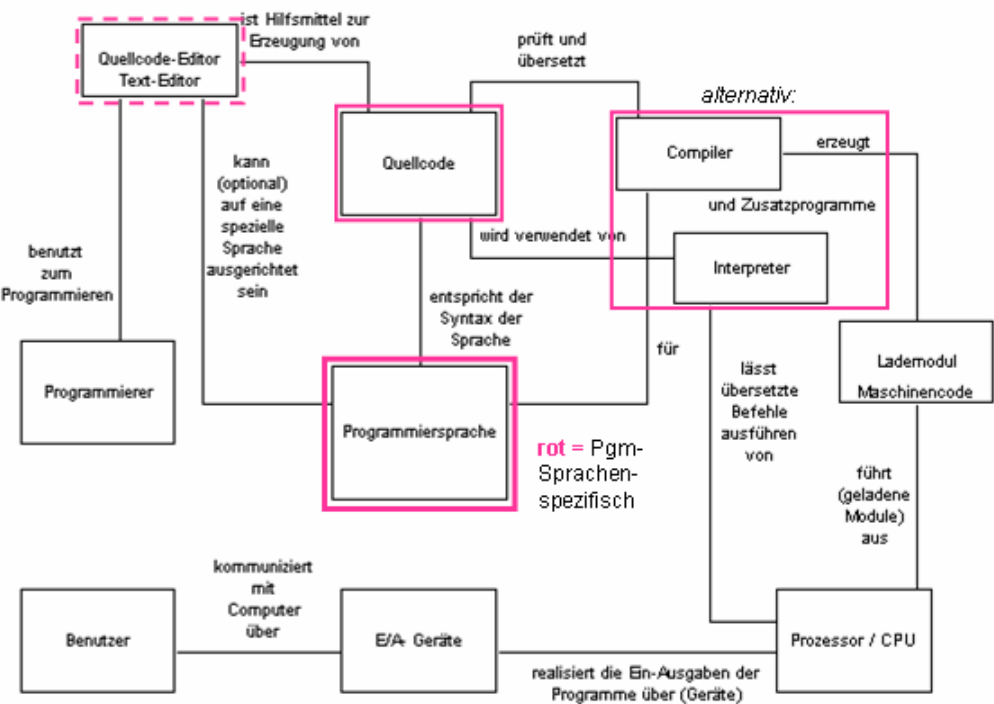 ist Hilfsmittel zur
Erzeugung von
Quellcode-Editor
Text-Editor
prüft und
übersetzt
alternativ:
Quellcode
Compiler
erzeugt
und Zusatzprogramme
kann
(optional)
auf eine
spezielle
Sprache
ausgerichtet
sein
wird verwendet von
Interpreter
benutzt
zum
Programmieren
entspricht der
Syntax der
Sprache
für
lässt
übersetzte
Befehle
ausführen
von
Lademodul
Maschinencode
Programmierer
Programmiersprache
rot = Pgm-
Sprachen-
spezifisch
führt
(geladene
Module)
aus
kommuniziert
mit
Computer
über
Benutzer
E/A- Geräte
Prozessor / CPU
realisiert die Ein-Ausgaben der
Programme über (Geräte)